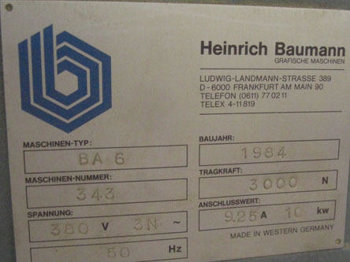 Heinrich Baumann
GRAFISCHE MASCHINEN
LUDWIG-LANDMANN-STRASSE 389
D-6000 FRANKFURT AM MAIN 90
TELEFON (0611) 77 02 11
TELEX 4-11819
MASCHINEN-TYP:
BA 6
BAUJAHR:
1984
MASCHINEN-NUMMER:
343
TRAGKRAFT:
3000 N
SPANNUNG:
380 V 3N ~
50 Hz
ANSCHLUSSWERT:
9.25 A 10 kw
MADE IN WESTERN GERMANY